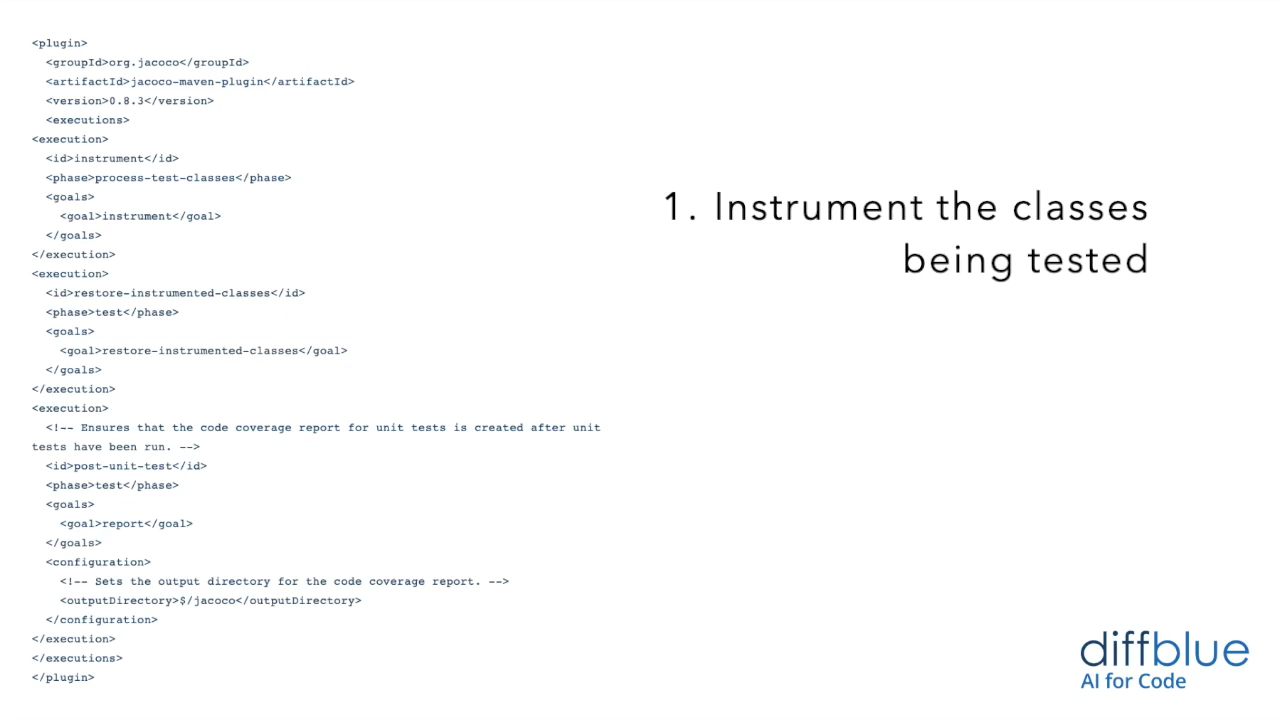 <plugin>
  <groupId>org.jacoco</groupId>
  <artifactId>jacoco-maven-plugin</artifactId>
  <version>0.8.3</version>
  <executions>
<execution>
  <id>instrument</id>
  <phase>process-test-classes</phase>
  <goals>
    <goal>instrument</goal>
  </goals>
</execution>
<execution>
  <id>restore-instrumented-classes</id>
  <phase>test</phase>
  <goals>
    <goal>restore-instrumented-classes</goal>
  </goals>
</execution>
<execution>
  <!-- Ensures that the code coverage report for unit tests is created after unit
tests have been run. -->
  <id>post-unit-test</id>
  <phase>test</phase>
  <goals>
    <goal>report</goal>
  </goals>
  <configuration>
    <!-- Sets the output directory for the code coverage report. -->
    <outputDirectory>$/jacoco</outputDirectory>
  </configuration>
</execution>
</executions>
</plugin>
1. Instrument the classes
being tested
diffblue
AI for Code